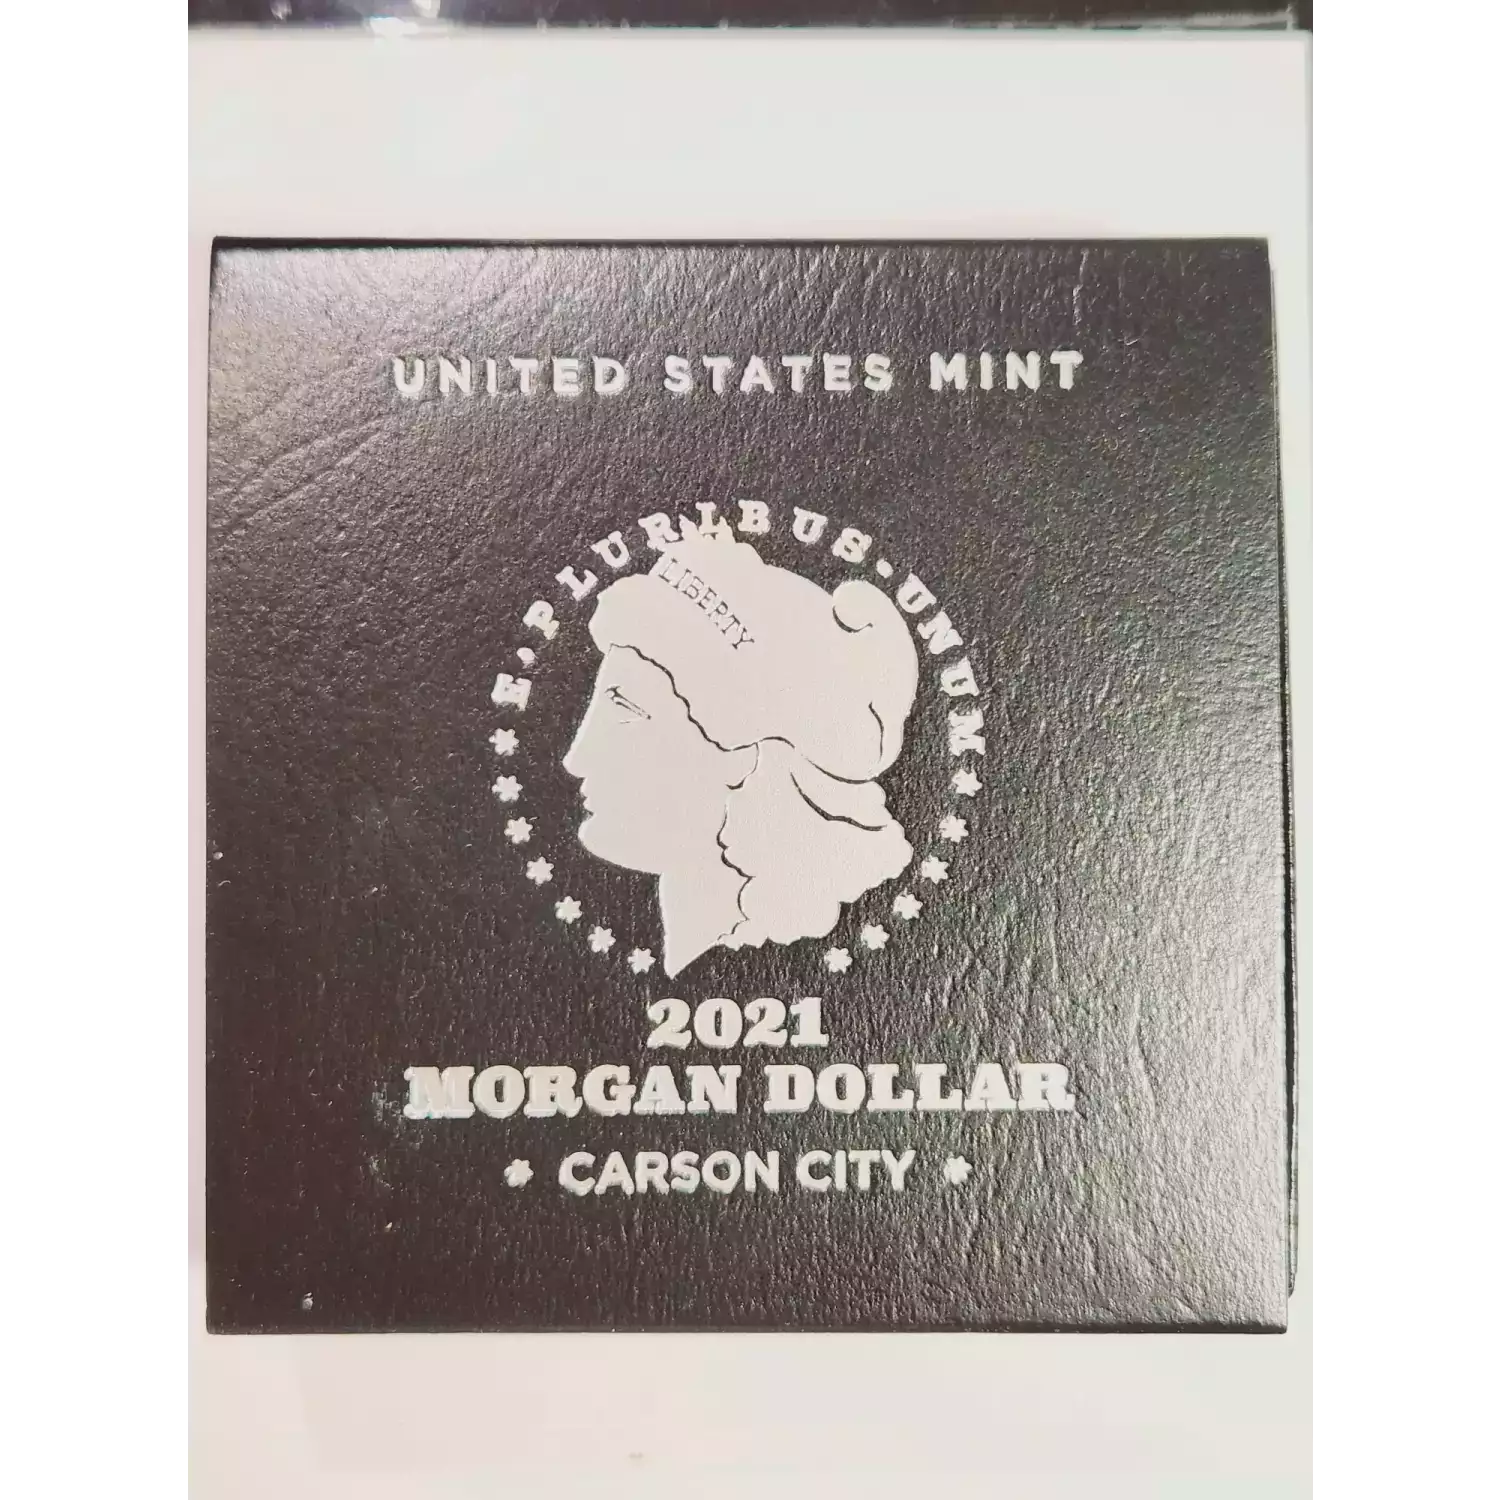 UNITED STATES MINT
E·PLURIBUS·UNUM
LIBERTY
2021
MORGAN DOLLAR
* CARSON CITY *